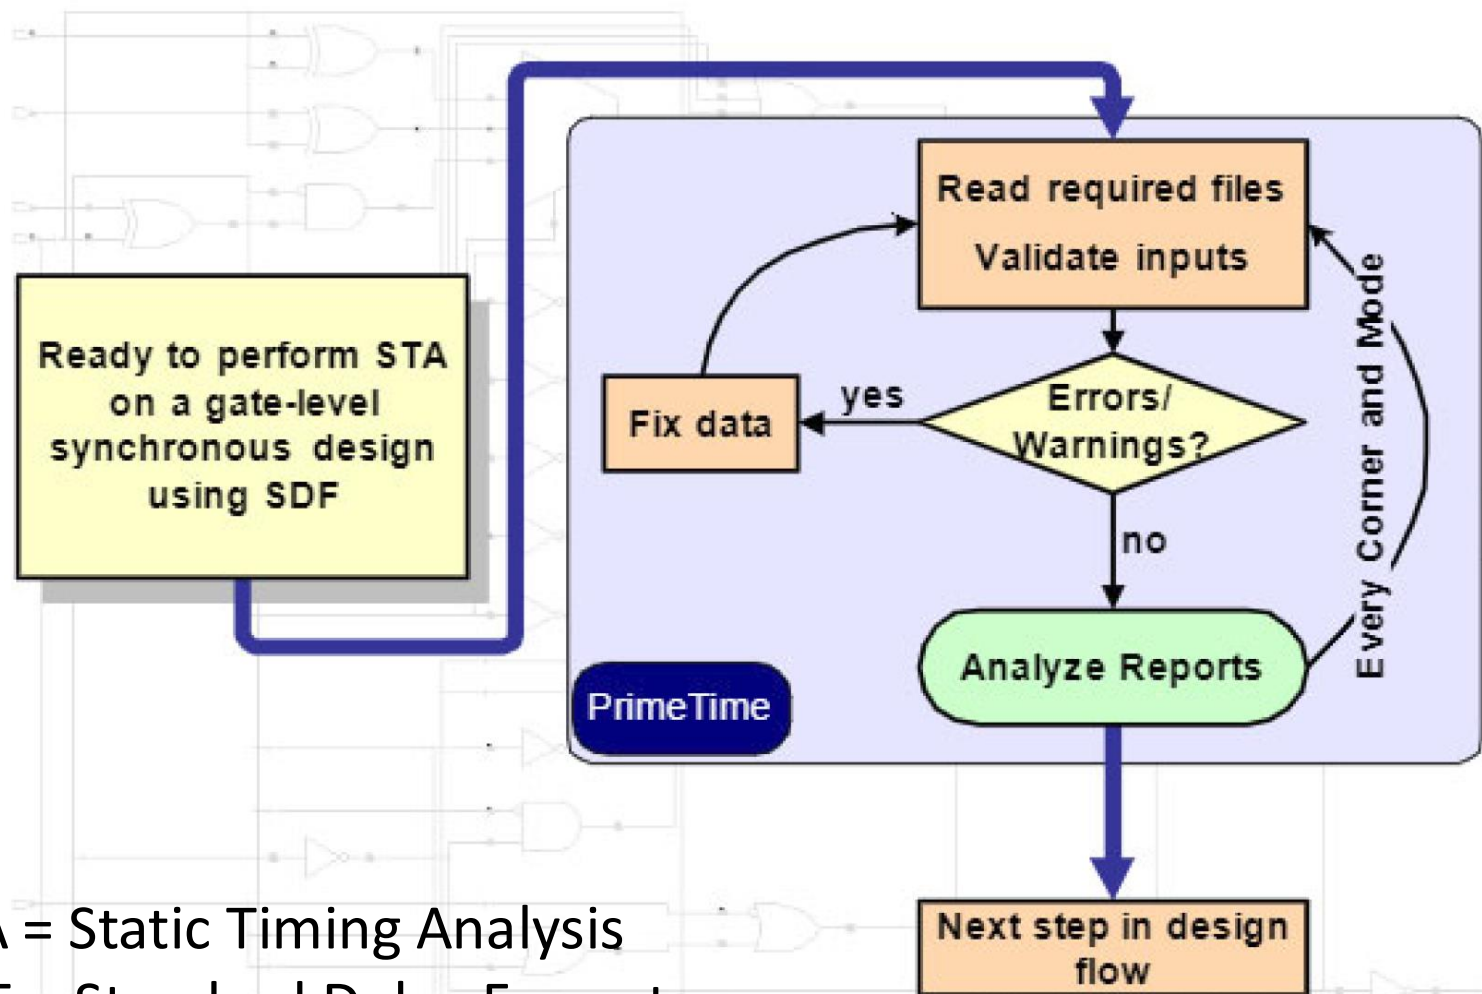 Ready to perform STA
on a gate-level
synchronous design
using SDF
Read required files
Validate inputs
Errors/
Warnings?
yes
Fix data
no
Every Corner and Mode
Analyze Reports
PrimeTime
Next step in design
flow
= Static Timing Analysis